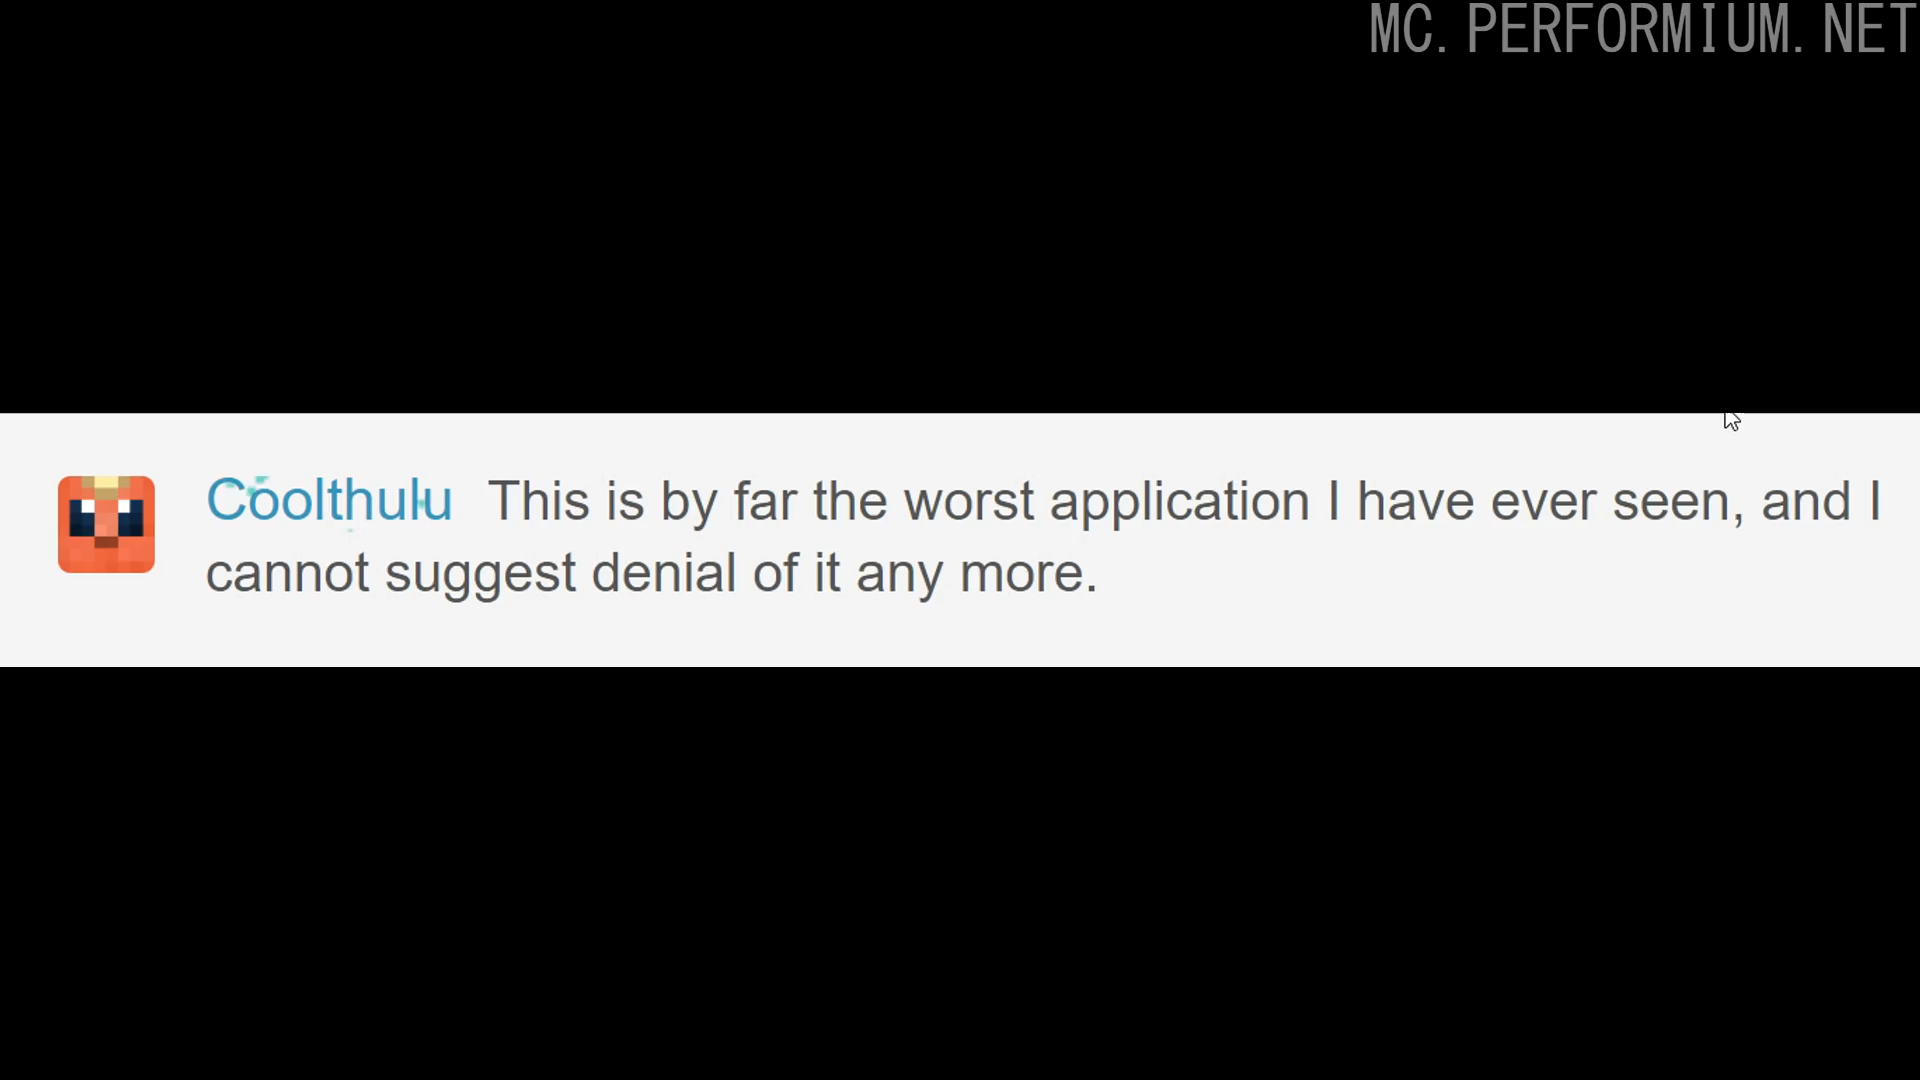 MC.PERFORMIUM.NET
Coolthulu This is by far the worst application I have ever seen, and I
cannot suggest denial of it any more.